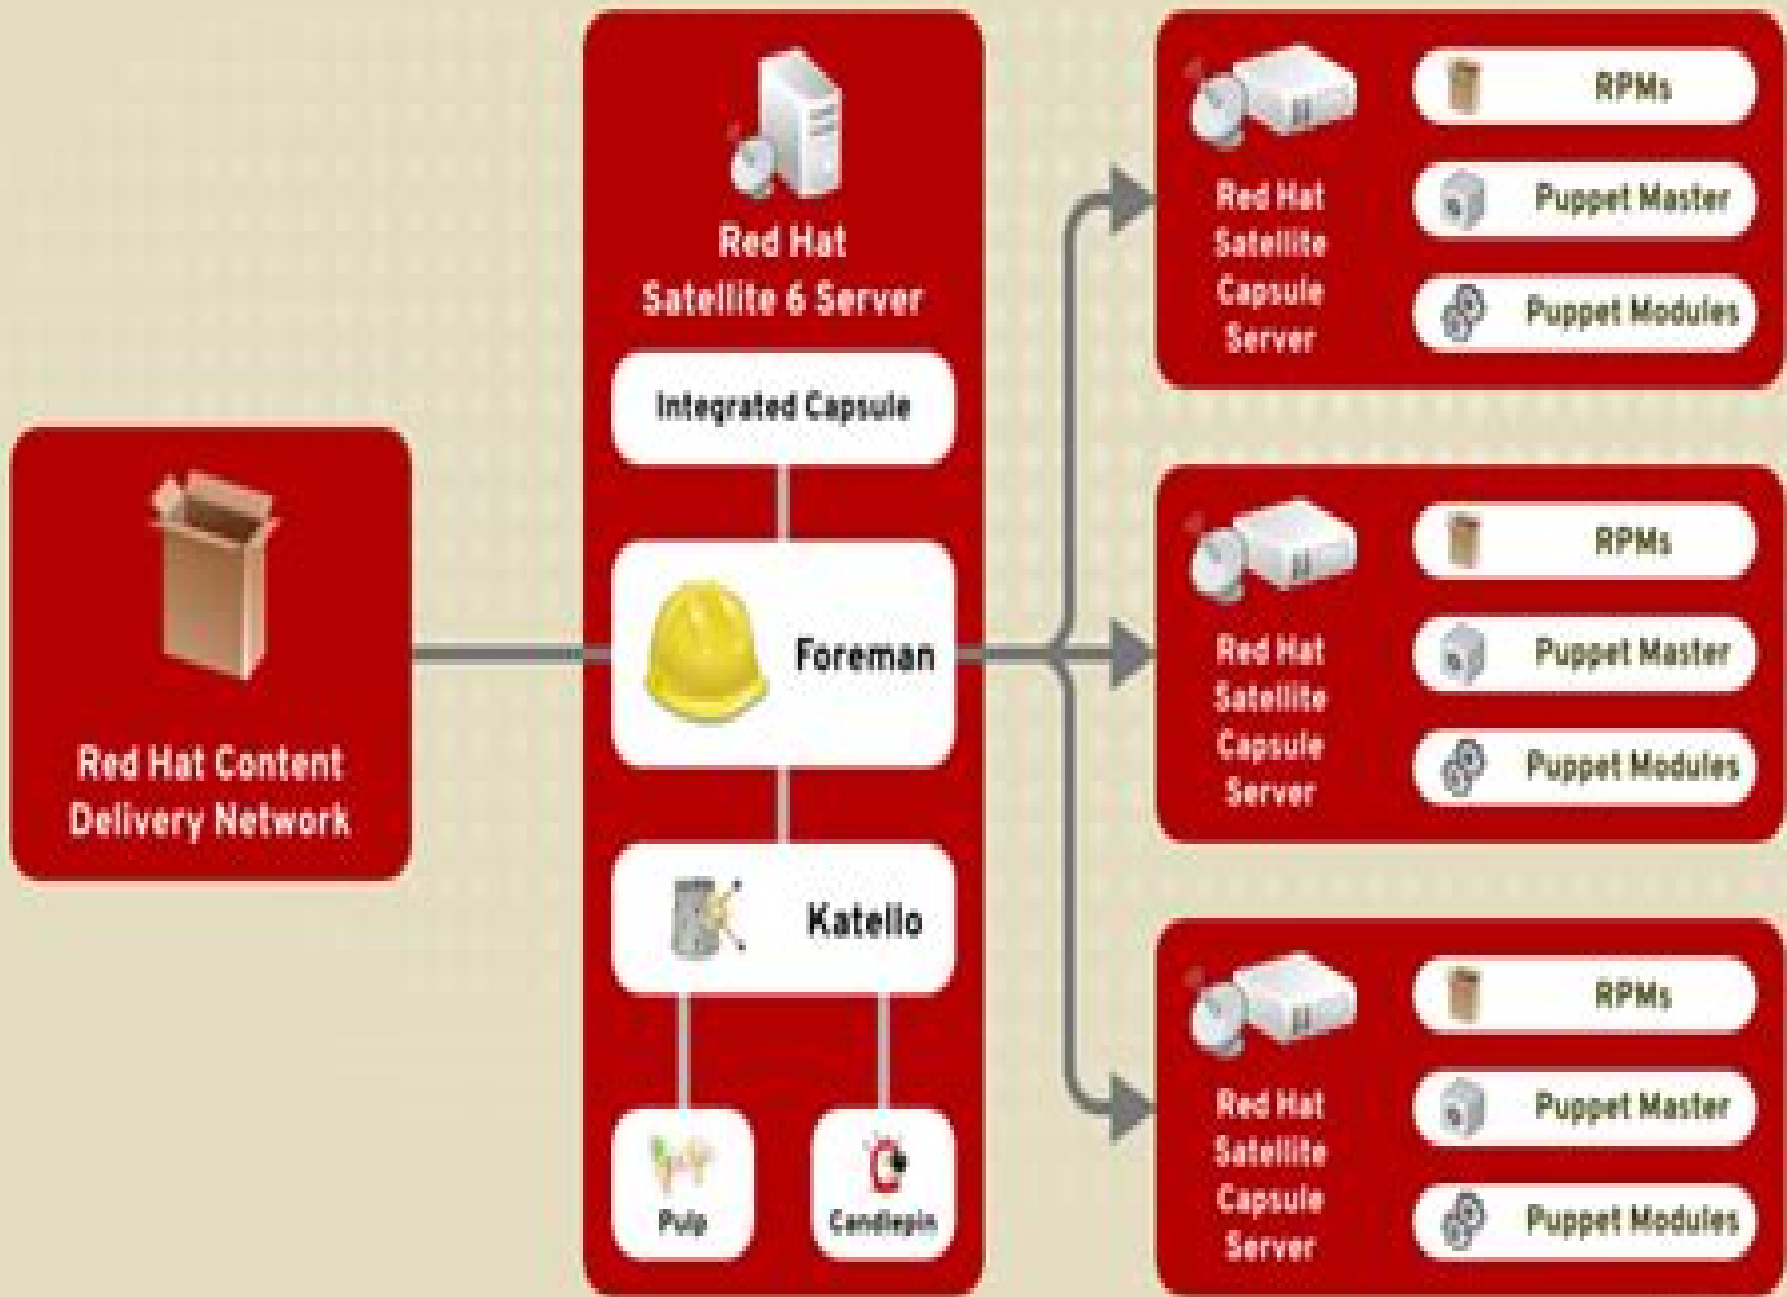 Red Hat Content
Delivery Network
Red Hat
Satellite 6 Server
Integrated Capsule
Foreman
Katello
Pulp
Candlepin
Red Hat
Satellite
Capsule
Server
RPMs
Puppet Master
Puppet Modules
Red Hat
Satellite
Capsule
Server
RPMs
Puppet Master
Puppet Modules
Red Hat
Satellite
Capsule
Server
RPMs
Puppet Master
Puppet Modules